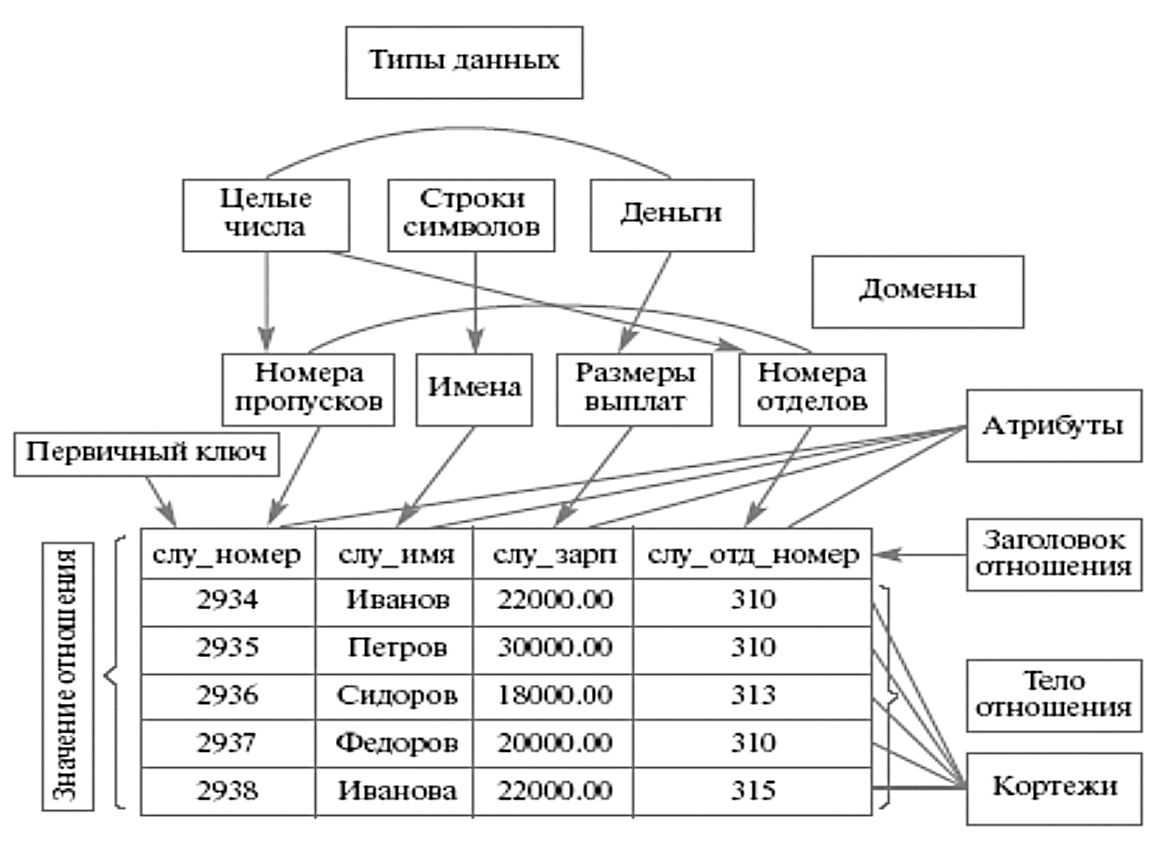 Типы данных
Целые
числа
Строки
символов
Деньги
Домены
Номера
пропусков
Имена
Размеры
выплат
Номера
отделов
Атрибуты
Первичный ключ
Значение отношения
слу_номер слу_имя слу_зарп слу_отд_номер
2934 Иванов 22000.00 310
2935 Петров 30000.00 310
2936 Сидоров 18000.00 313
2937 Федоров 20000.00 310
2938 Иванова 22000.00 315
Заголовок
отношения
Тело
отношения
Кортежи